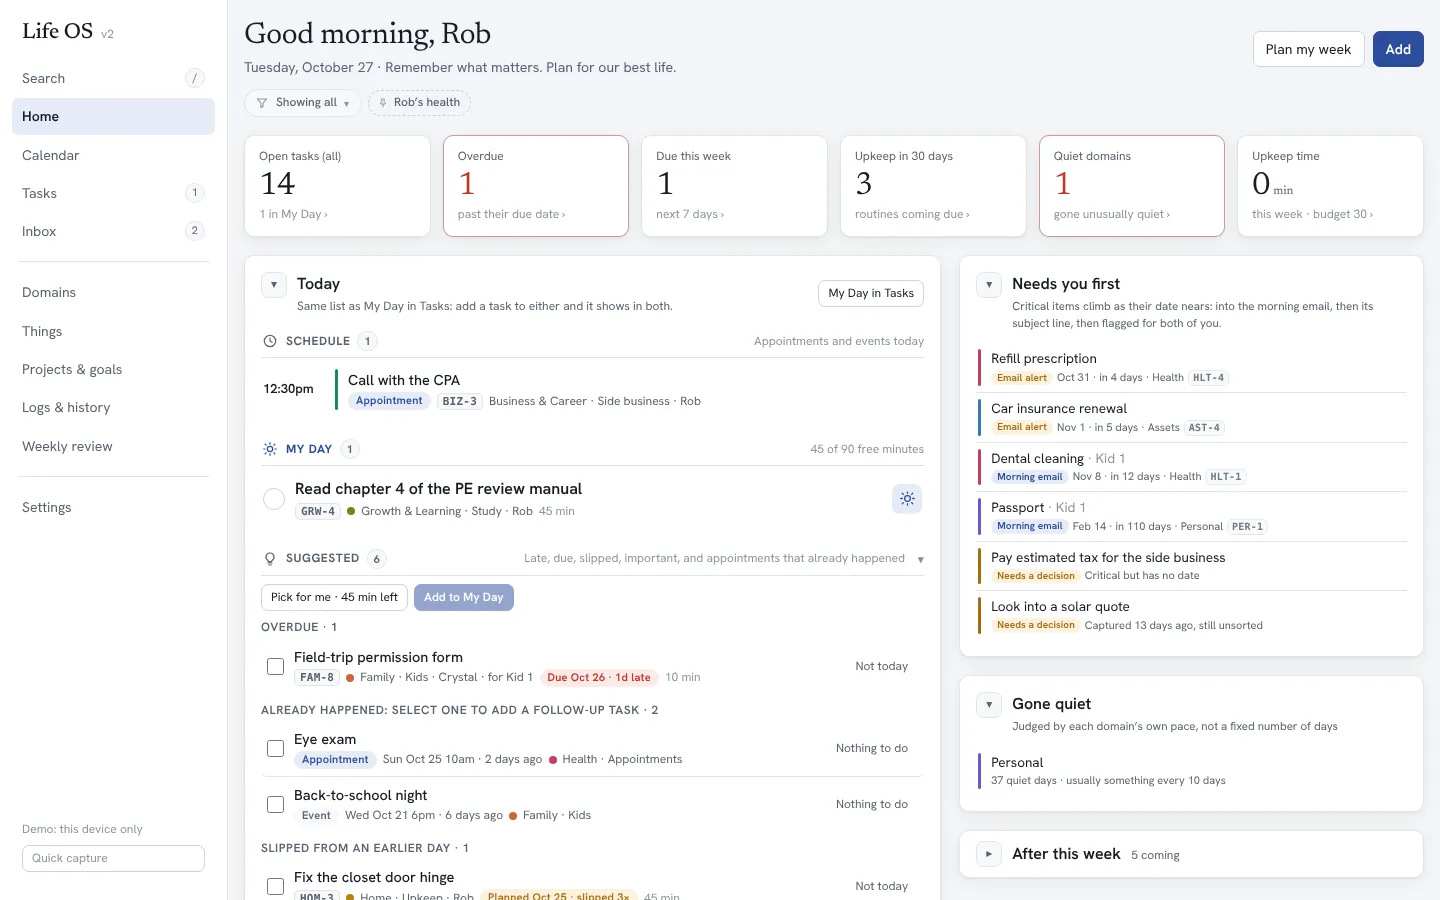 Life OS v2
Search /
Home
Calendar
Tasks 1
Inbox 2
Domains
Things
Projects & goals
Logs & history
Weekly review
Settings
Demo: this device only
Quick capture
Good morning, Rob
Tuesday, October 27 · Remember what matters. Plan for our best life.
Plan my week
Add
Showing all ▾
Rob’s health
Open tasks (all)
14
1 in My Day ›
Overdue
1
past their due date ›
Due this week
1
next 7 days ›
Upkeep in 30 days
3
routines coming due ›
Quiet domains
1
gone unusually quiet ›
Upkeep time
0 min
this week · budget 30 ›
Today
Same list as My Day in Tasks: add a task to either and it shows in both.
My Day in Tasks
SCHEDULE 1
Appointments and events today
12:30pm
Call with the CPA
Appointment BIZ-3 Business & Career · Side business · Rob
MY DAY 1
45 of 90 free minutes
Read chapter 4 of the PE review manual
GRW-4 Growth & Learning · Study · Rob 45 min
SUGGESTED 6
Late, due, slipped, important, and appointments that already happened ▾
Pick for me · 45 min left
Add to My Day
OVERDUE · 1
Field-trip permission form
FAM-8 Family · Kids · Crystal · for Kid 1 Due Oct 26 · 1d late 10 min
Not today
ALREADY HAPPENED: SELECT ONE TO ADD A FOLLOW-UP TASK · 2
Eye exam
Appointment Sun Oct 25 10am · 2 days ago Health · Appointments
Nothing to do
Back-to-school night
Event Wed Oct 21 6pm · 6 days ago Family · Kids
Nothing to do
SLIPPED FROM AN EARLIER DAY · 1
Fix the closet door hinge
HOM-3 Home · Upkeep · Rob Planned Oct 25 · slipped 3x 45 min
Not today
Needs you first
Critical items climb as their date nears: into the morning email, then its
subject line, then flagged for both of you.
Refill prescription
Email alert Oct 31 · in 4 days · Health HLT-4
Car insurance renewal
Email alert Nov 1 · in 5 days · Assets AST-4
Dental cleaning · Kid 1
Morning email Nov 8 · in 12 days · Health HLT-1
Passport · Kid 1
Morning email Feb 14 · in 110 days · Personal PER-1
Pay estimated tax for the side business
Needs a decision Critical but has no date
Look into a solar quote
Needs a decision Captured 13 days ago, still unsorted
Gone quiet
Judged by each domain’s own pace, not a fixed number of days
Personal
37 quiet days · usually something every 10 days
After this week 5 coming